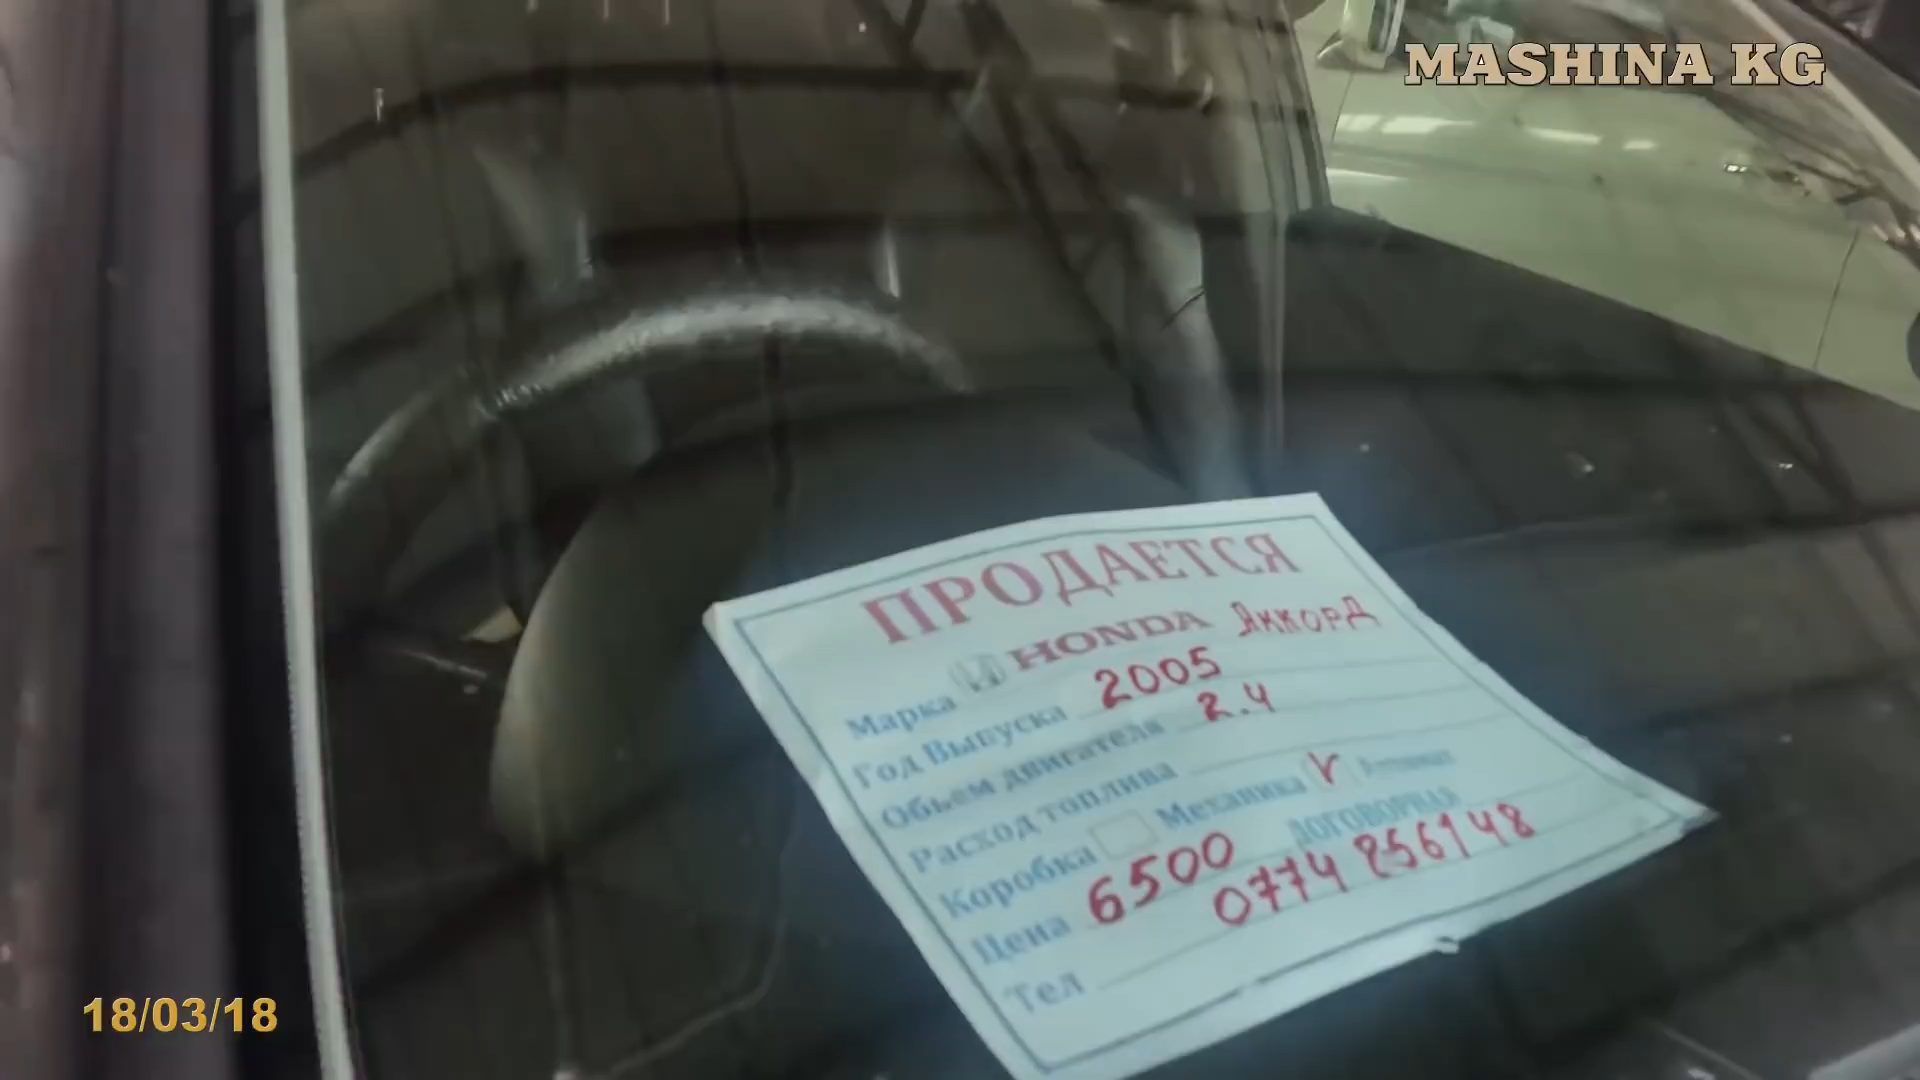 MASHINA KG
ПРОДАЕТСЯ
Марка HONDA Аккорд
Год Выпуска 2005
Обьем двигателя 2.4
Расход топлива
Коробка Механика V Автомат
Цена 6500 ДОГОВОРНАЯ
Тел 0774 856148
18/03/18